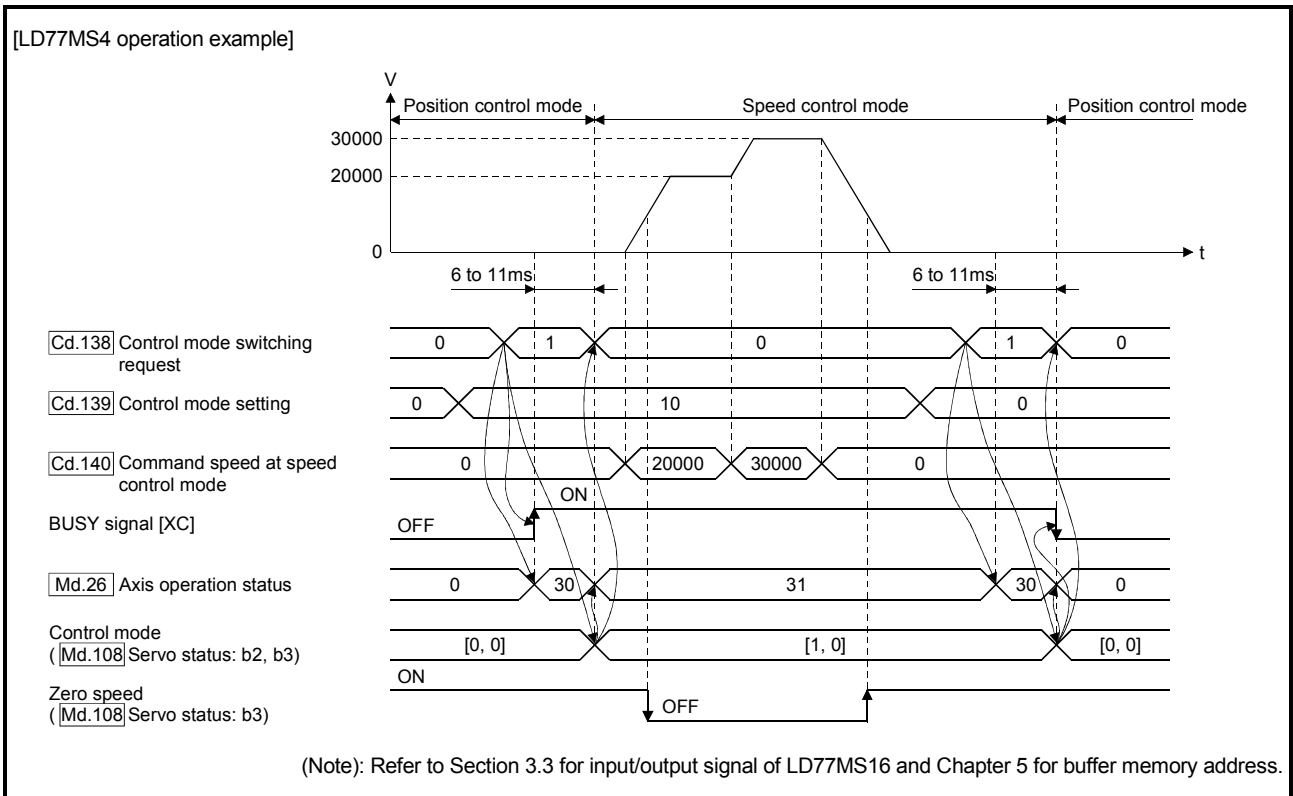 [LD77MS4 operation example]
V
Position control mode
Speed control mode
Position control mode
30000
20000
0
t
6 to 11ms
6 to 11ms
Cd.138 Control mode switching
request
0 1 0 1 0
Cd.139 Control mode setting
0 10 0
Cd.140 Command speed at speed
control mode
0 20000 30000 0
BUSY signal [XC]
OFF
ON
Md.26 Axis operation status
0 30 31 30 0
Control mode
( Md.108 Servo status: b2, b3)
[0, 0] [1, 0] [0, 0]
Zero speed
( Md.108 Servo status: b3)
ON
OFF
(Note): Refer to Section 3.3 for input/output signal of LD77MS16 and Chapter 5 for buffer memory address.